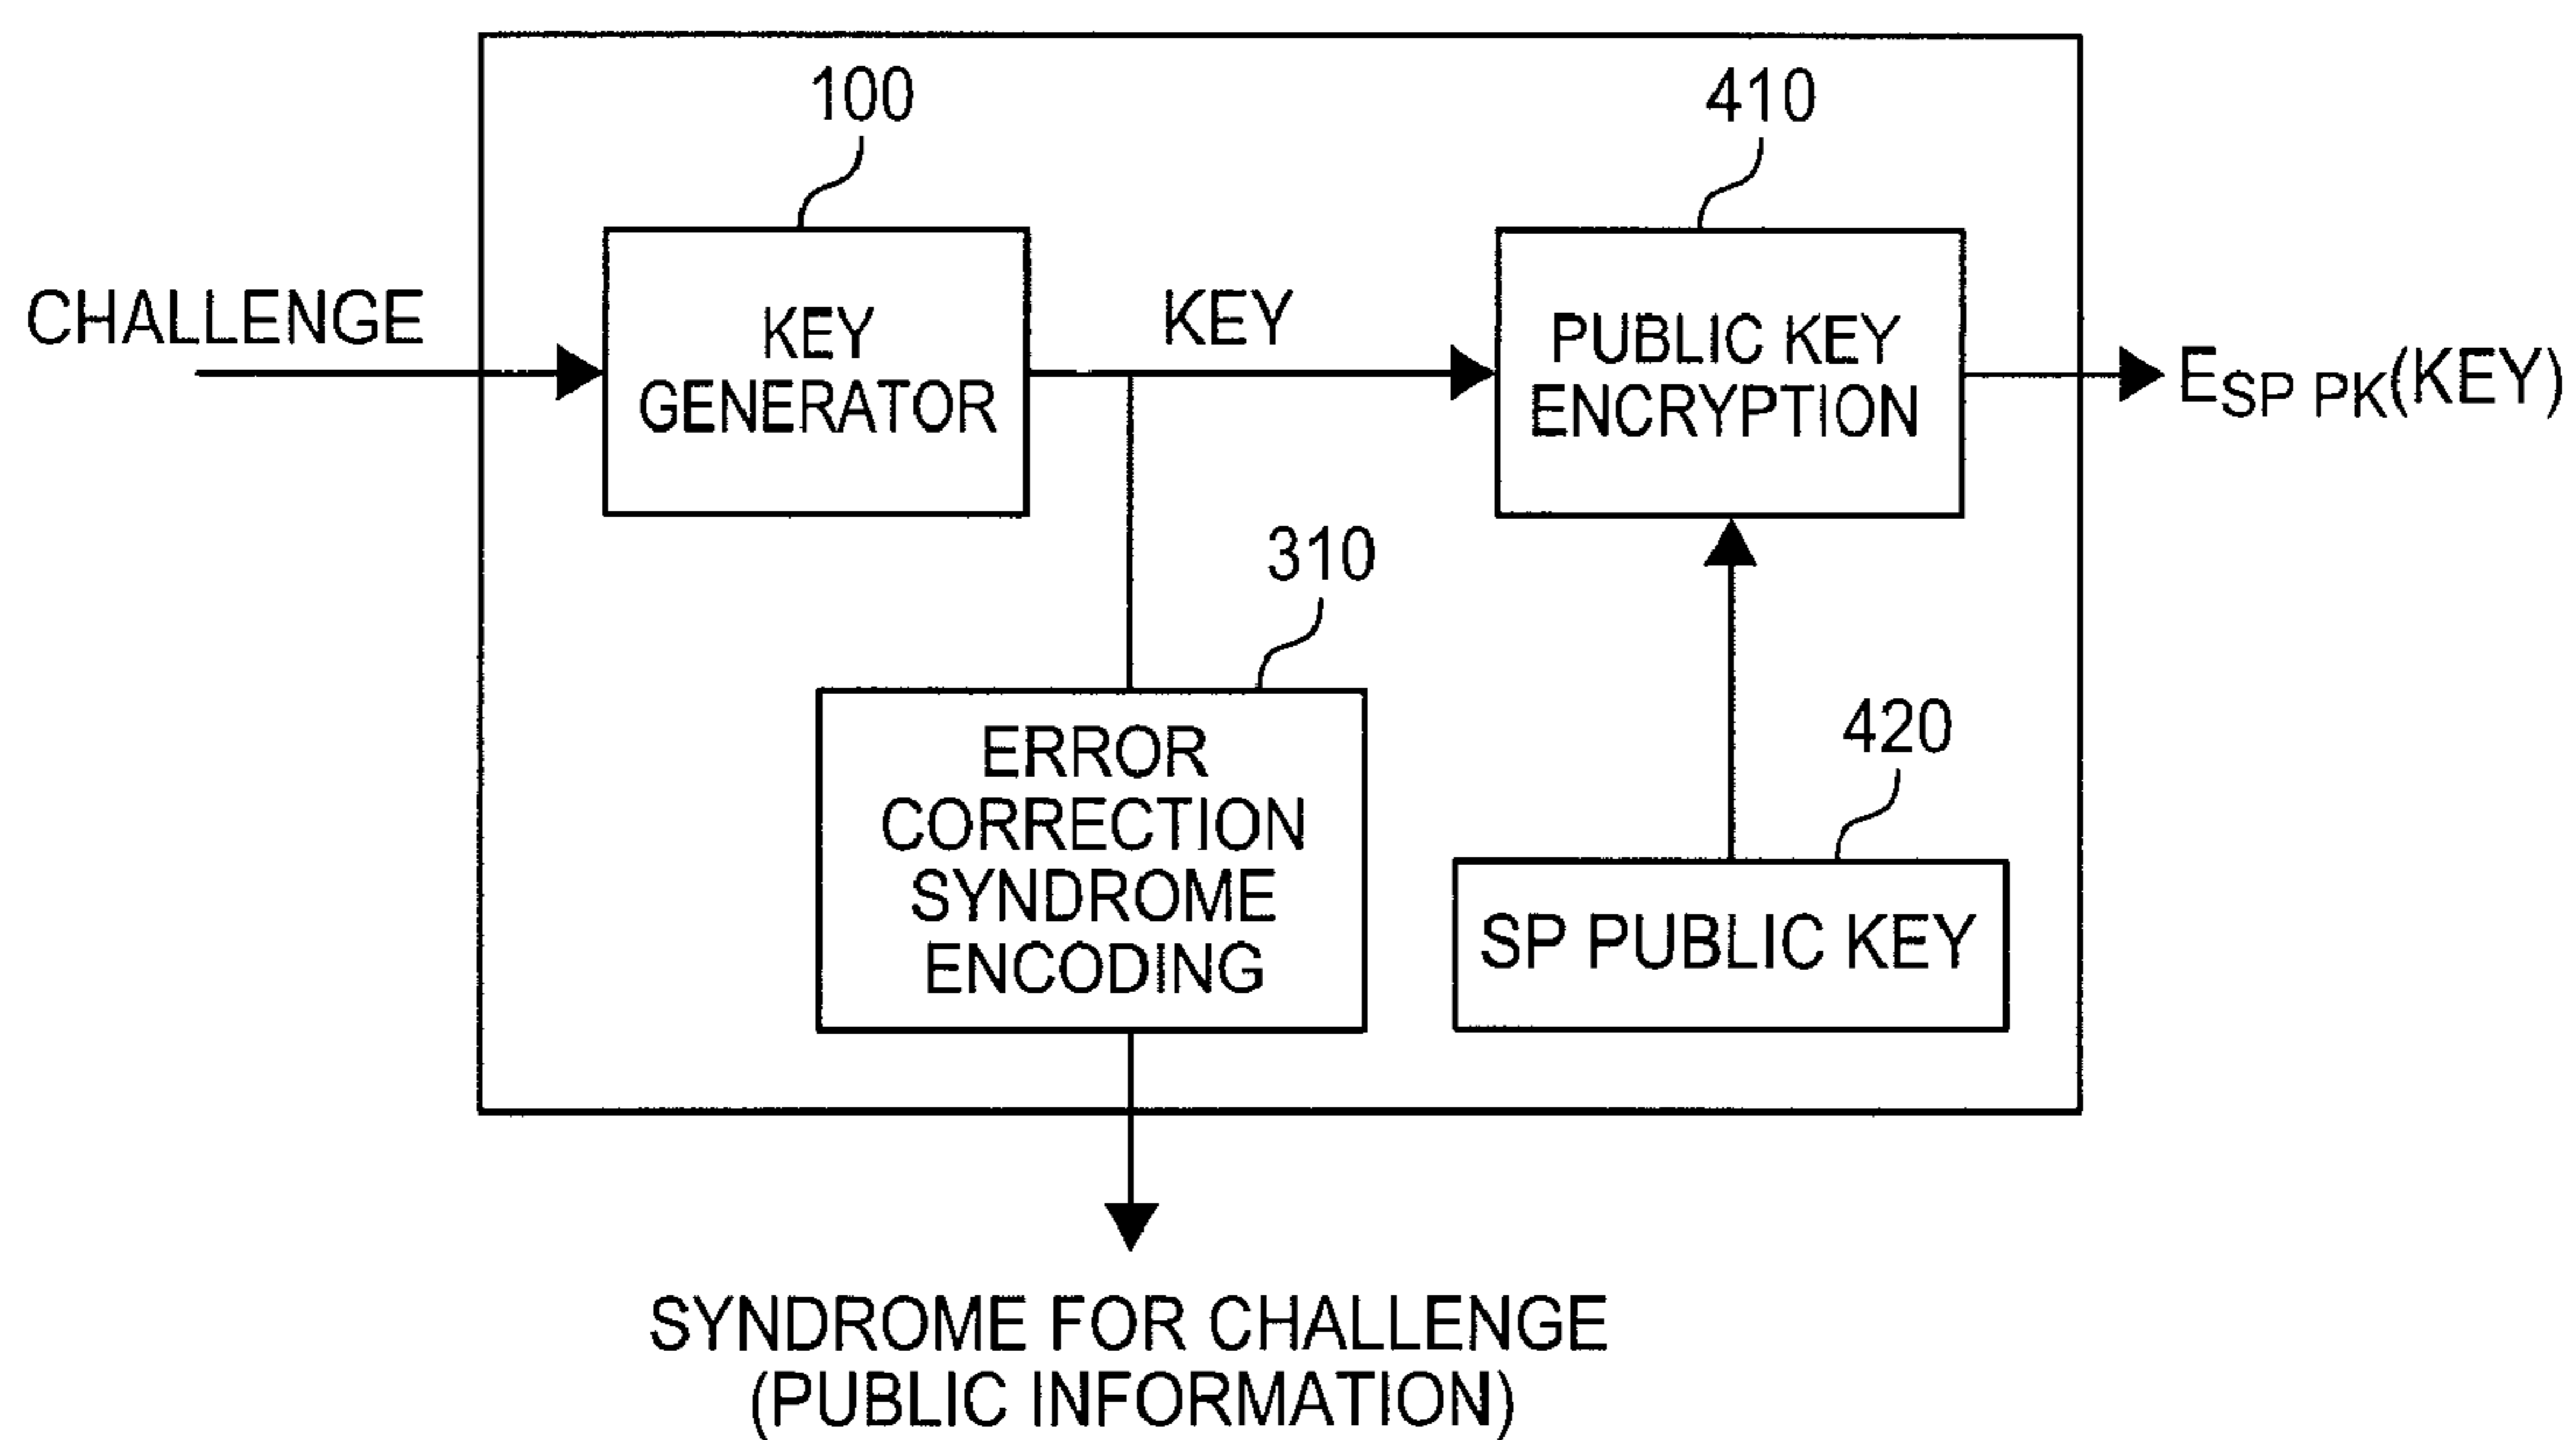 100
410
CHALLENGE
KEY
GENERATOR
KEY
PUBLIC KEY
ENCRYPTION
E_SP PK(KEY)
310
420
ERROR
CORRECTION
SYNDROME
ENCODING
SP PUBLIC KEY
SYNDROME FOR CHALLENGE
(PUBLIC INFORMATION)